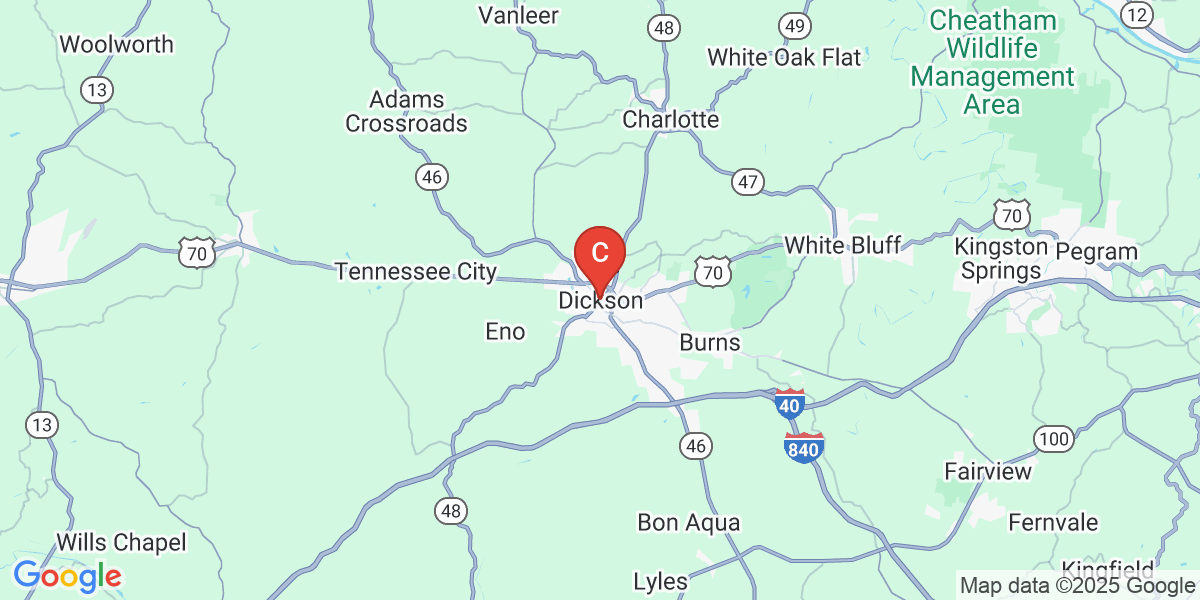 Vanleer
48
49
12
Woolworth
White Oak Flat
Cheatham
Wildlife
Management
Area
13
Adams
Crossroads
Charlotte
46
47
70
70
White Bluff
Kingston
Springs
Pegram
Tennessee City
C
70
Dickson
Eno
Burns
40
13
46
840
100
Fairview
48
Bon Aqua
Fernvale
Wills Chapel
Lyles
Kingfield
Google
Map data ©2025 Google